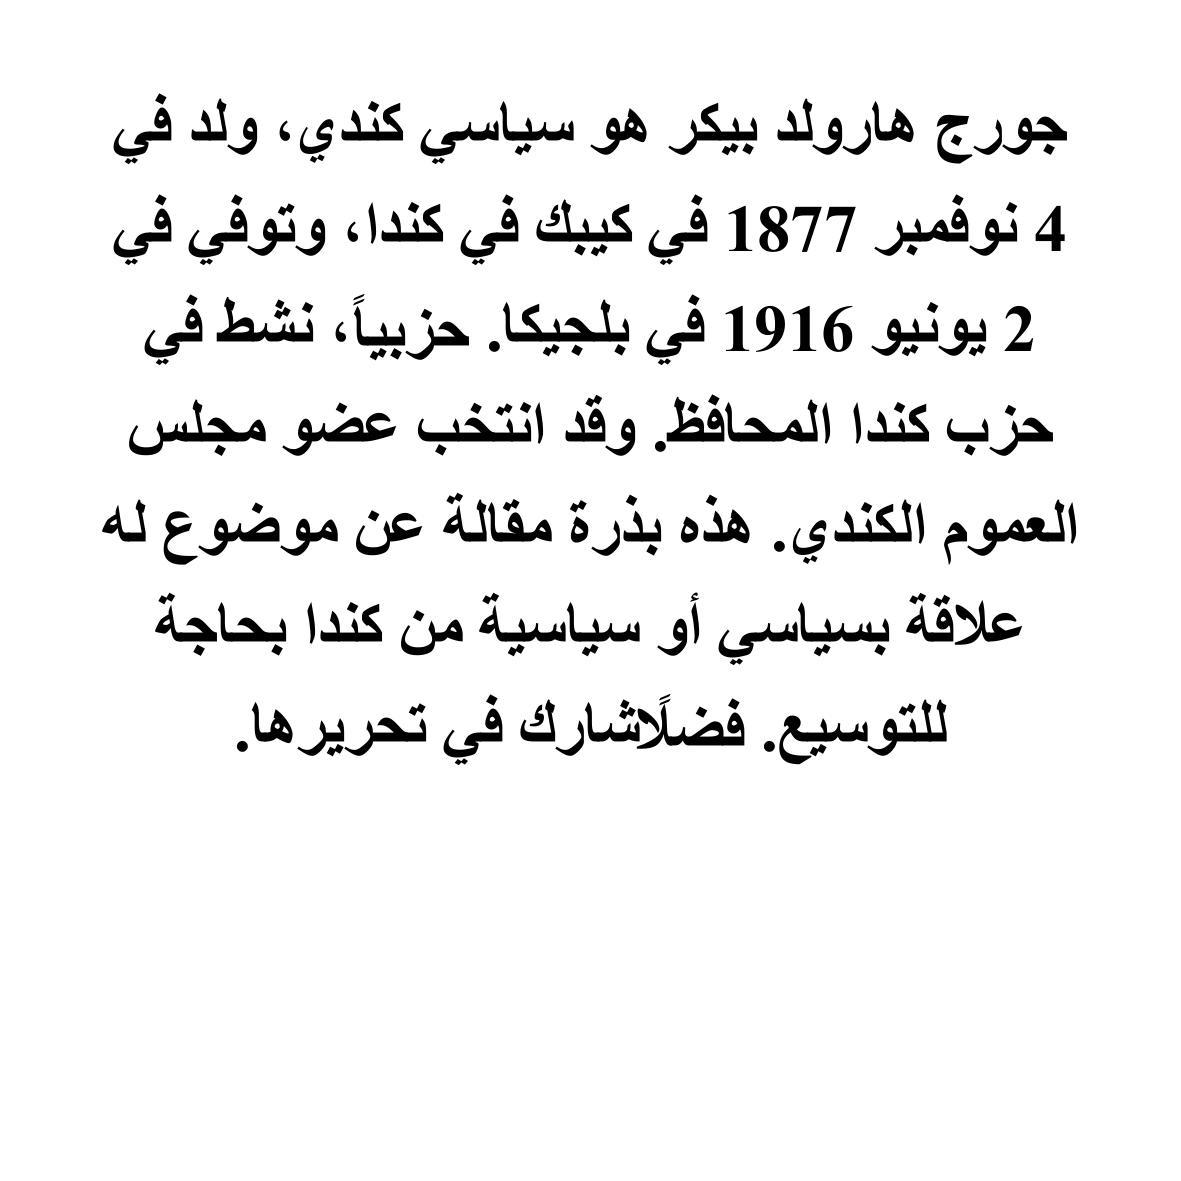 جورج هارولد بيكر هو سياسي كندي، ولد في
4 نوفمبر 1877 في كيبك في كندا، وتوفي في
2 يونيو 1916 في بلجيكا. حزبياً، نشط في
حزب كندا المحافظ. وقد انتخب عضو مجلس
العموم الكندي. هذه بذرة مقالة عن موضوع له
علاقة بسياسي أو سياسية من كندا بحاجة
للتوسيع. فضلًاشارك في تحريرها.